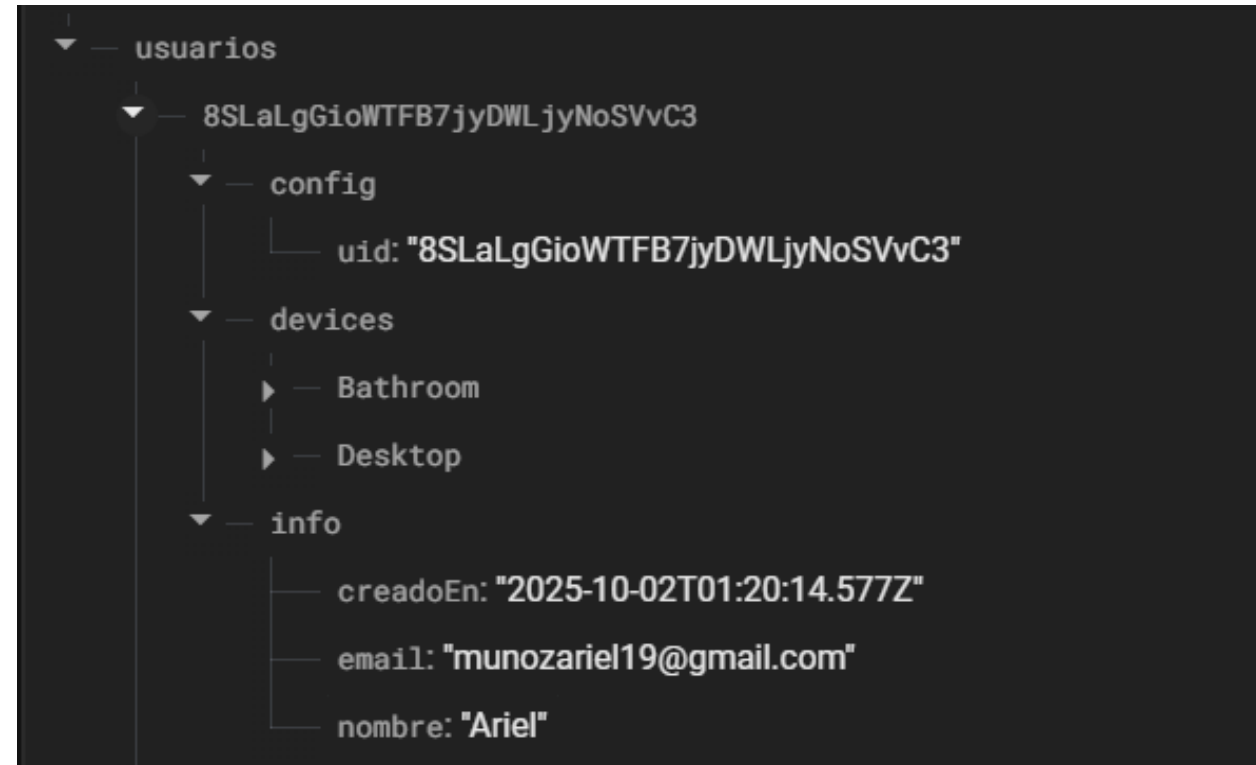 usuarios
8SLaLgGioWTFB7jyDWLjyNoSVvC3
config
uid: "8SLaLgGioWTFB7jyDWLjyNoSVvC3"
devices
Bathroom
Desktop
info
creadoEn: "2025-10-02T01:20:14.577Z"
email: "munozariel19@gmail.com"
nombre: "Ariel"